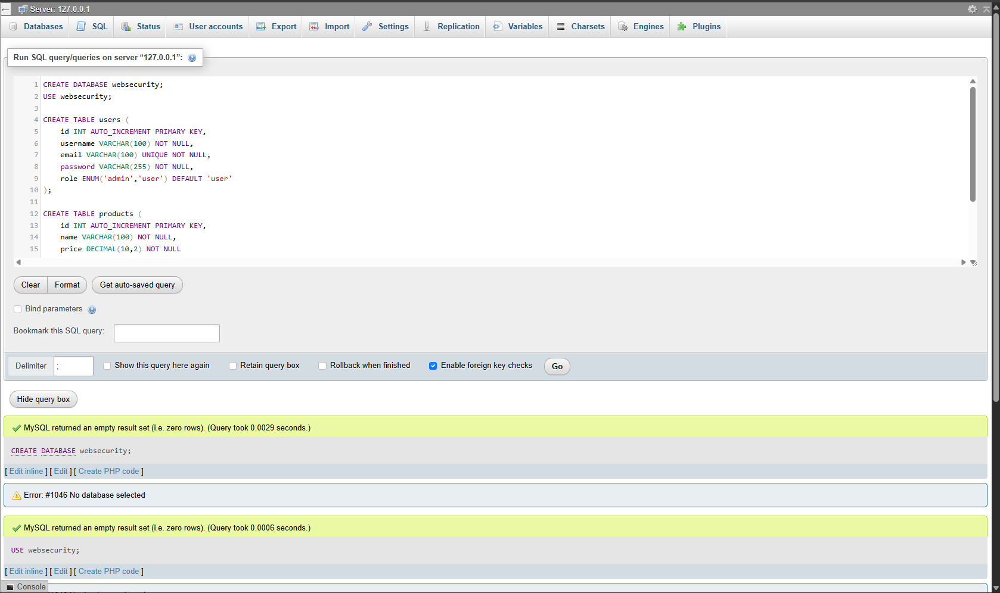 Server: 127.0.0.1
Databases SQL Status User accounts Export Import Settings Replication Variables Charsets Engines Plugins
Run SQL query/queries on server “127.0.0.1”:
1 CREATE DATABASE websecurity;
2 USE websecurity;
3
4 CREATE TABLE users (
5 id INT AUTO_INCREMENT PRIMARY KEY,
6 username VARCHAR(100) NOT NULL,
7 email VARCHAR(100) UNIQUE NOT NULL,
8 password VARCHAR(255) NOT NULL,
9 role ENUM('admin','user') DEFAULT 'user'
10 );
11
12 CREATE TABLE products (
13 id INT AUTO_INCREMENT PRIMARY KEY,
14 name VARCHAR(100) NOT NULL,
15 price DECIMAL(10,2) NOT NULL
Clear Format Get auto-saved query
Bind parameters
Bookmark this SQL query:
Delimiter ; Show this query here again Retain query box Rollback when finished Enable foreign key checks Go
Hide query box
MySQL returned an empty result set (i.e. zero rows). (Query took 0.0029 seconds.)
CREATE DATABASE websecurity;
[ Edit inline ] [ Edit ] [ Create PHP code ]
Error: #1046 No database selected
MySQL returned an empty result set (i.e. zero rows). (Query took 0.0006 seconds.)
USE websecurity;
[ Edit inline ] [ Edit ] [ Create PHP code ]
Console